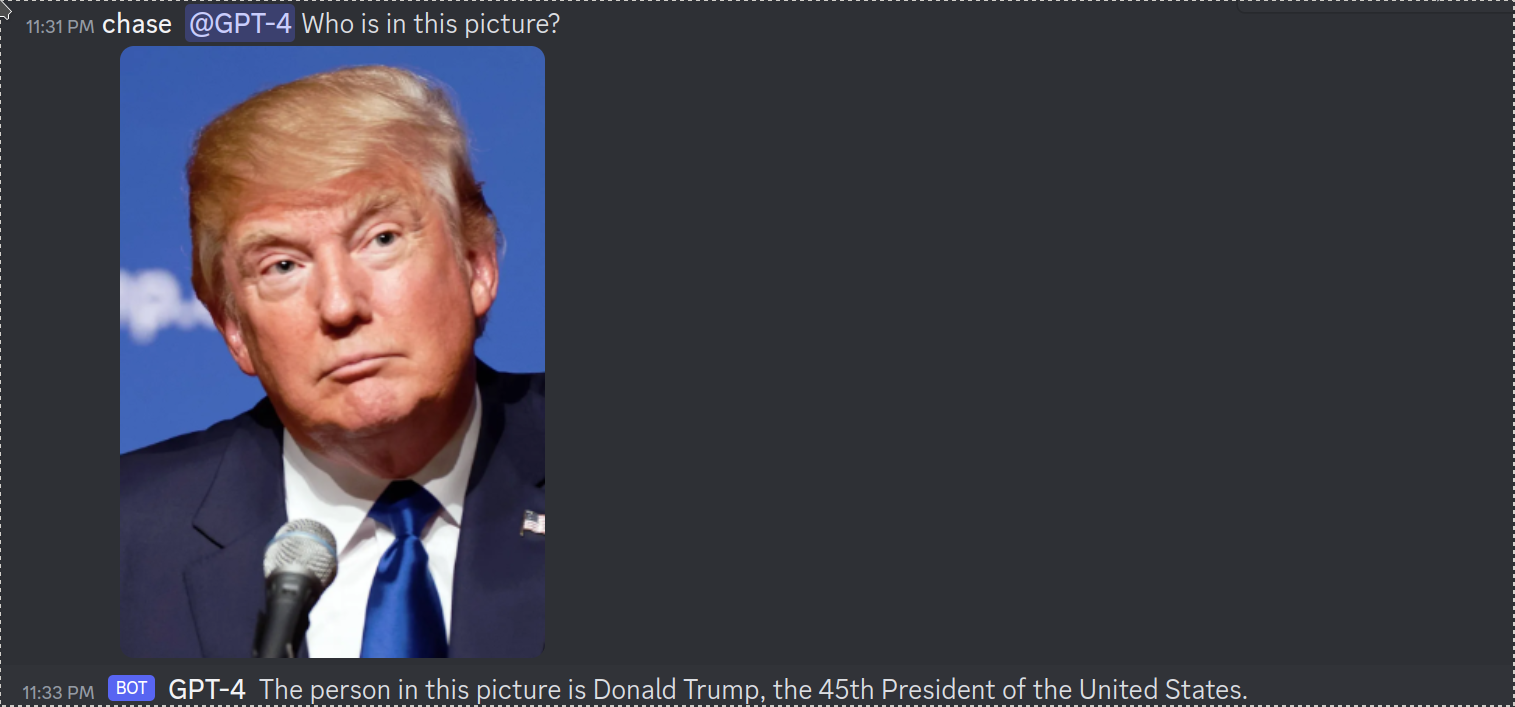 11:31 PM chase @GPT-4 Who is in this picture?
p.
11:33 PM BOT GPT-4 The person in this picture is Donald Trump, the 45th President of the United States.